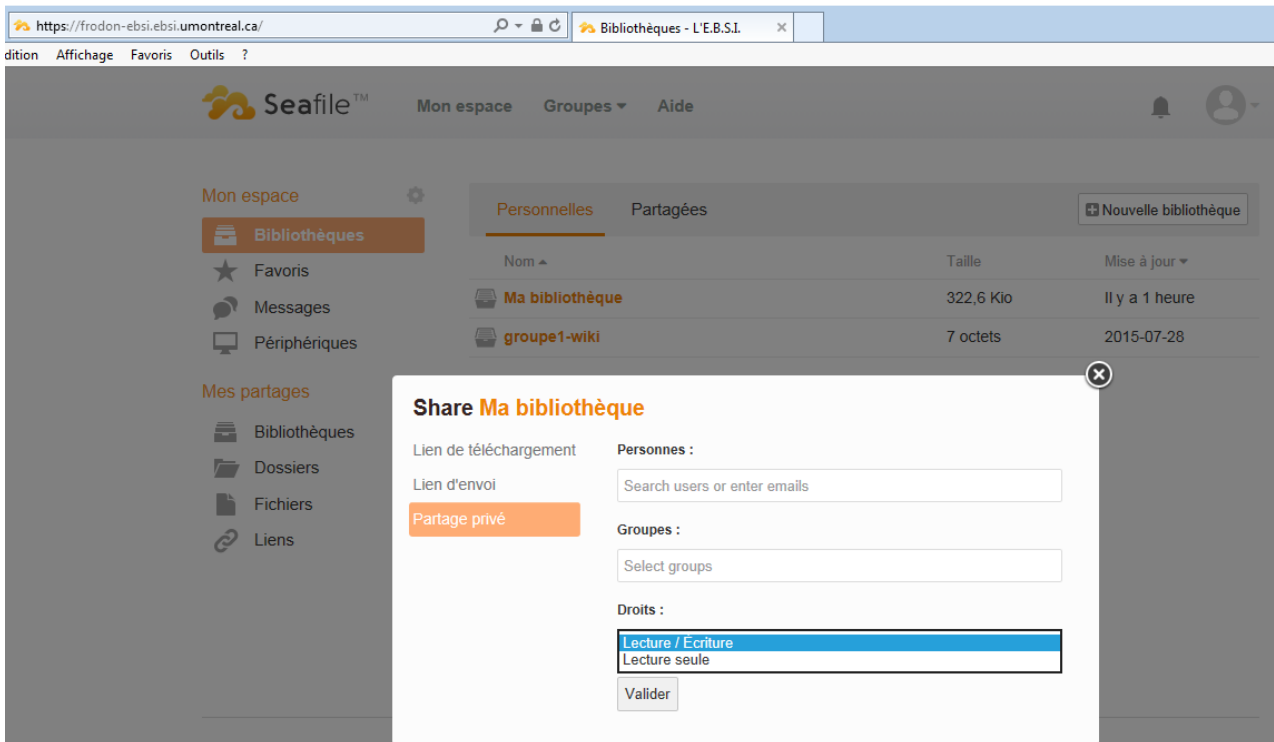 https://frodon-ebsi.ebsi.umontreal.ca/ Bibliothèques - L'E.B.S.I.
dition Affichage Favoris Outils ?
Seafile™ Mon espace Groupes Aide
Mon espace
Bibliothèques
Favoris
Messages
Périphériques
Mes partages
Bibliothèques
Dossiers
Fichiers
Liens
Personnelles Partagées Nouvelle bibliothèque
Nom Taille Mise à jour
Ma bibliothèque 322,6 Kio Il y a 1 heure
groupe1-wiki 7 octets 2015-07-28
Share Ma bibliothèque
Lien de téléchargement
Lien d'envoi
Partage privé
Personnes :
Search users or enter emails
Groupes :
Select groups
Droits :
Lecture / Écriture
Lecture seule
Valider